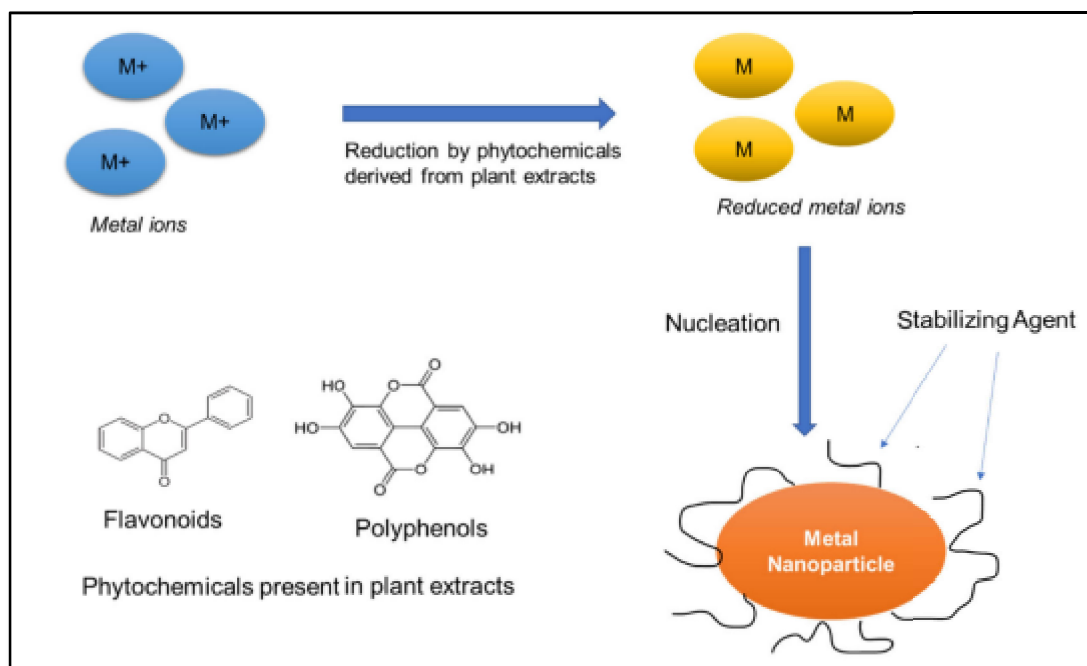 M+
M+
M+
Metal ions
Reduction by phytochemicals
derived from plant extracts
M
M
M
Reduced metal ions
Nucleation
Stabilizing Agent
O
O
Flavonoids
HO
HO
O
O
O
O
OH
OH
Polyphenols
Phytochemicals present in plant extracts
Metal
Nanoparticle